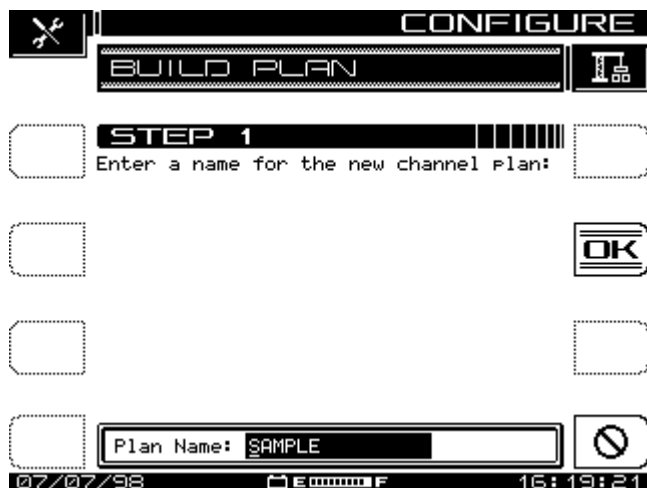 CONFIGURE
BUILD PLAN
STEP 1
Enter a name for the new channel plan:
OK
Plan Name: SAMPLE
07/07/98 E F 16:19:21